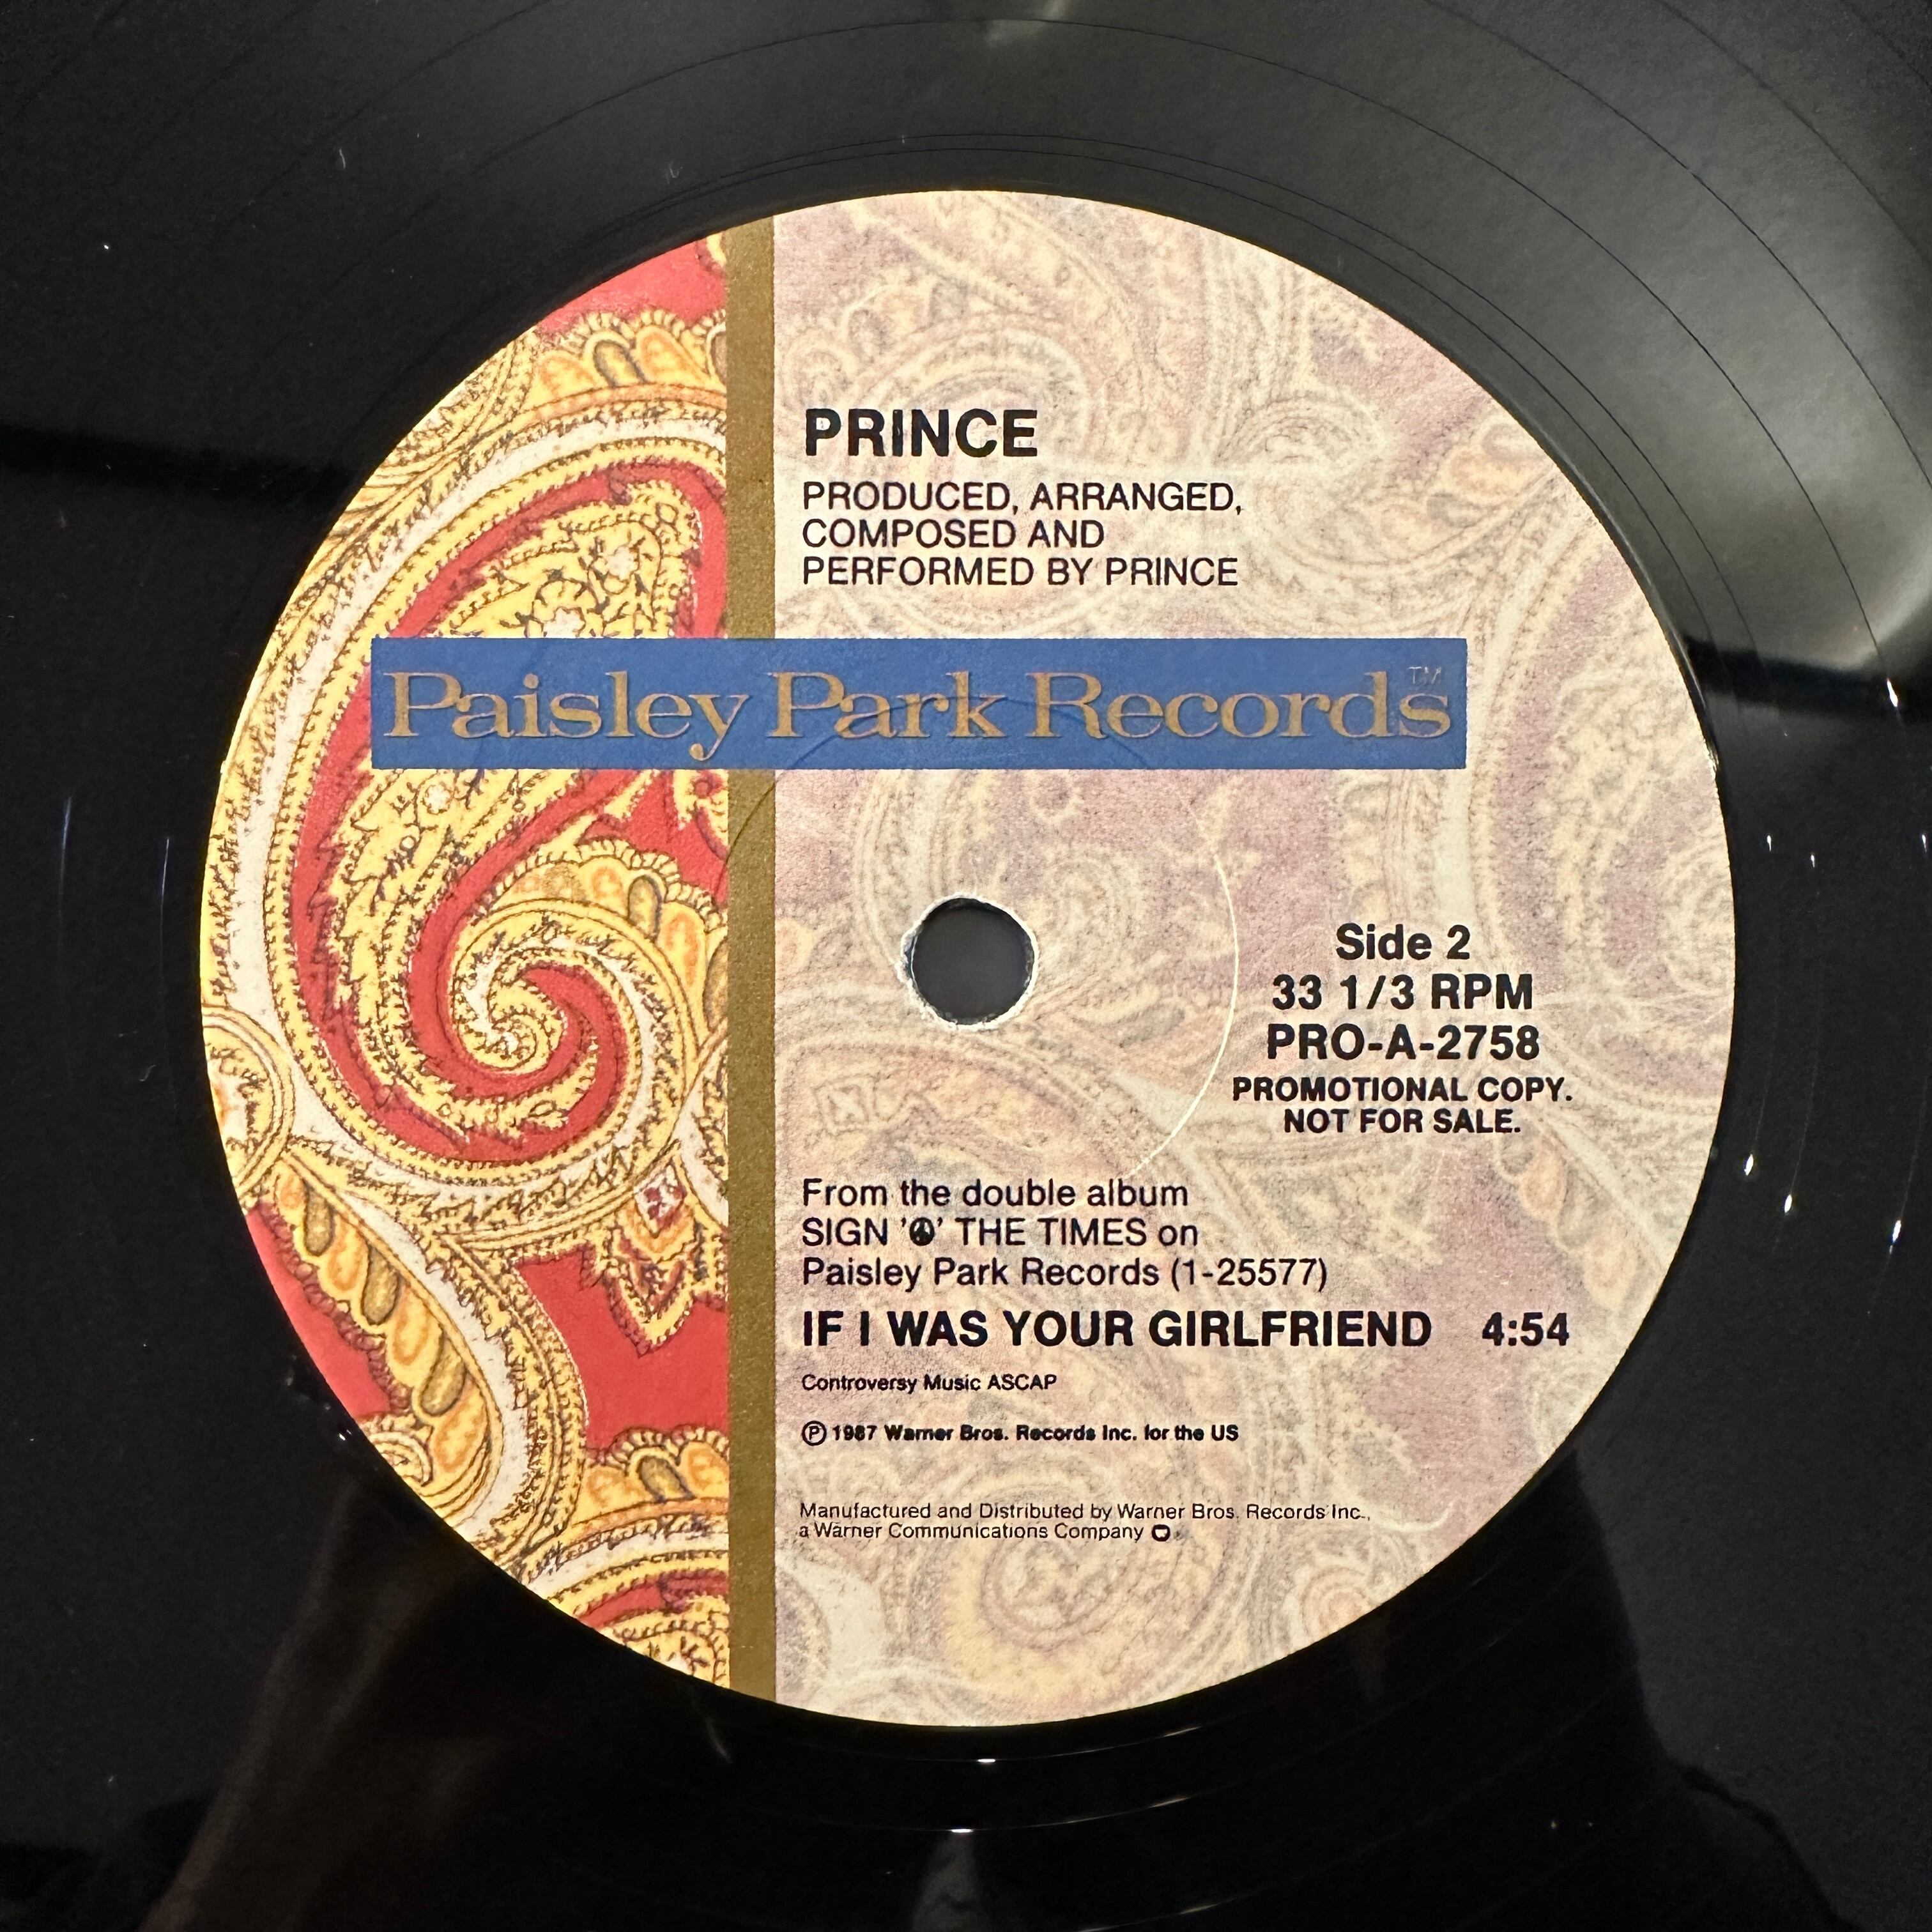 PRINCE
PRODUCED, ARRANGED,
COMPOSED AND
PERFORMED BY PRINCE
Paisley Park Records™
Side 2
33 1/3 RPM
PRO-A-2758
PROMOTIONAL COPY.
NOT FOR SALE.
From the double album
SIGN '☮' THE TIMES on
Paisley Park Records (1-25577)
IF I WAS YOUR GIRLFRIEND 4:54
Controversy Music ASCAP
℗ 1987 Warner Bros. Records Inc. for the US
Manufactured and Distributed by Warner Bros. Records Inc.,
a Warner Communications Company